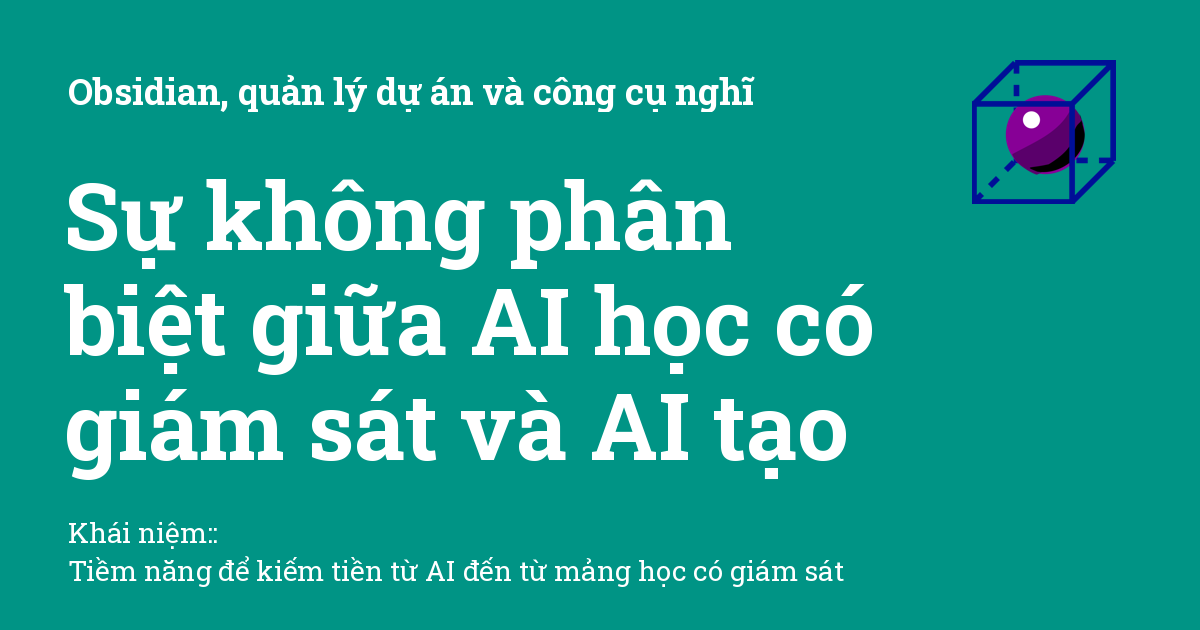 Obsidian, quản lý dự án và công cụ nghĩ
Sự không phân
biệt giữa AI học có
giám sát và AI tạo
Khái niệm::
Tiềm năng để kiếm tiền từ AI đến từ mảng học có giám sát